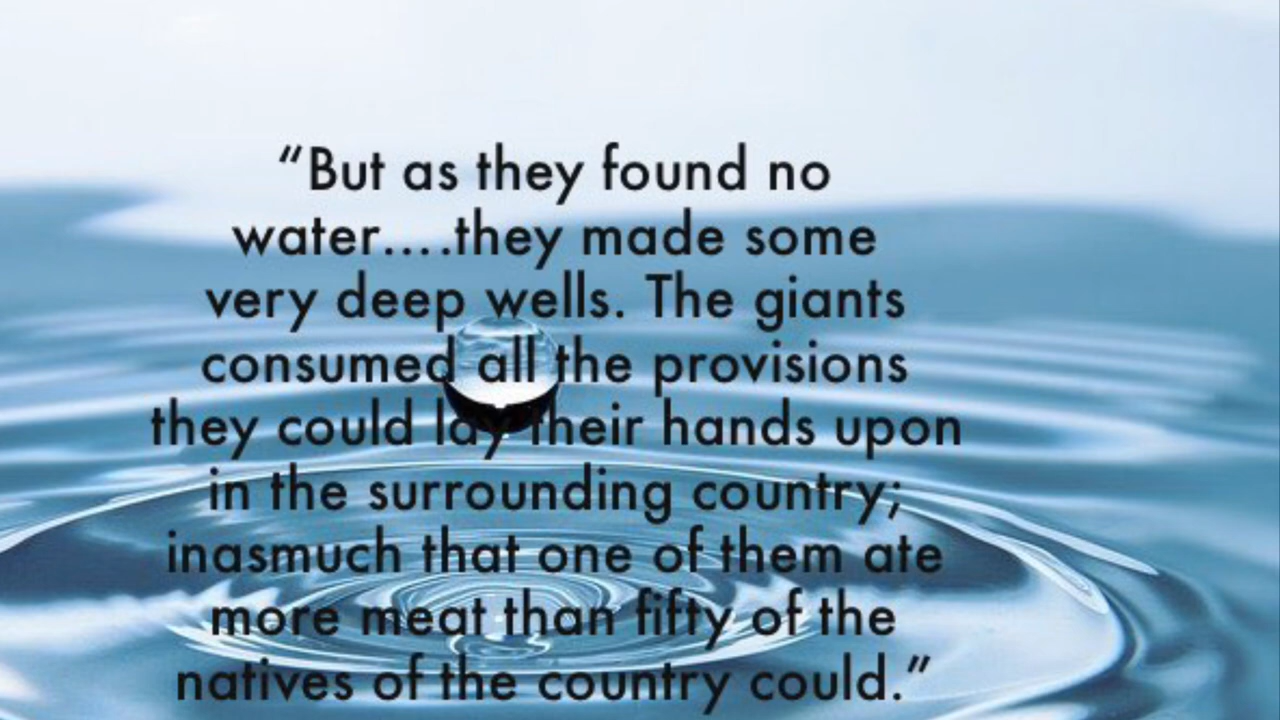 “But as they found no
water....they made some
very deep wells. The giants
consumed all the provisions
they could lay their hands upon
in the surrounding country;
inasmuch that one of them ate
more meat than fifty of the
natives of the country could.”